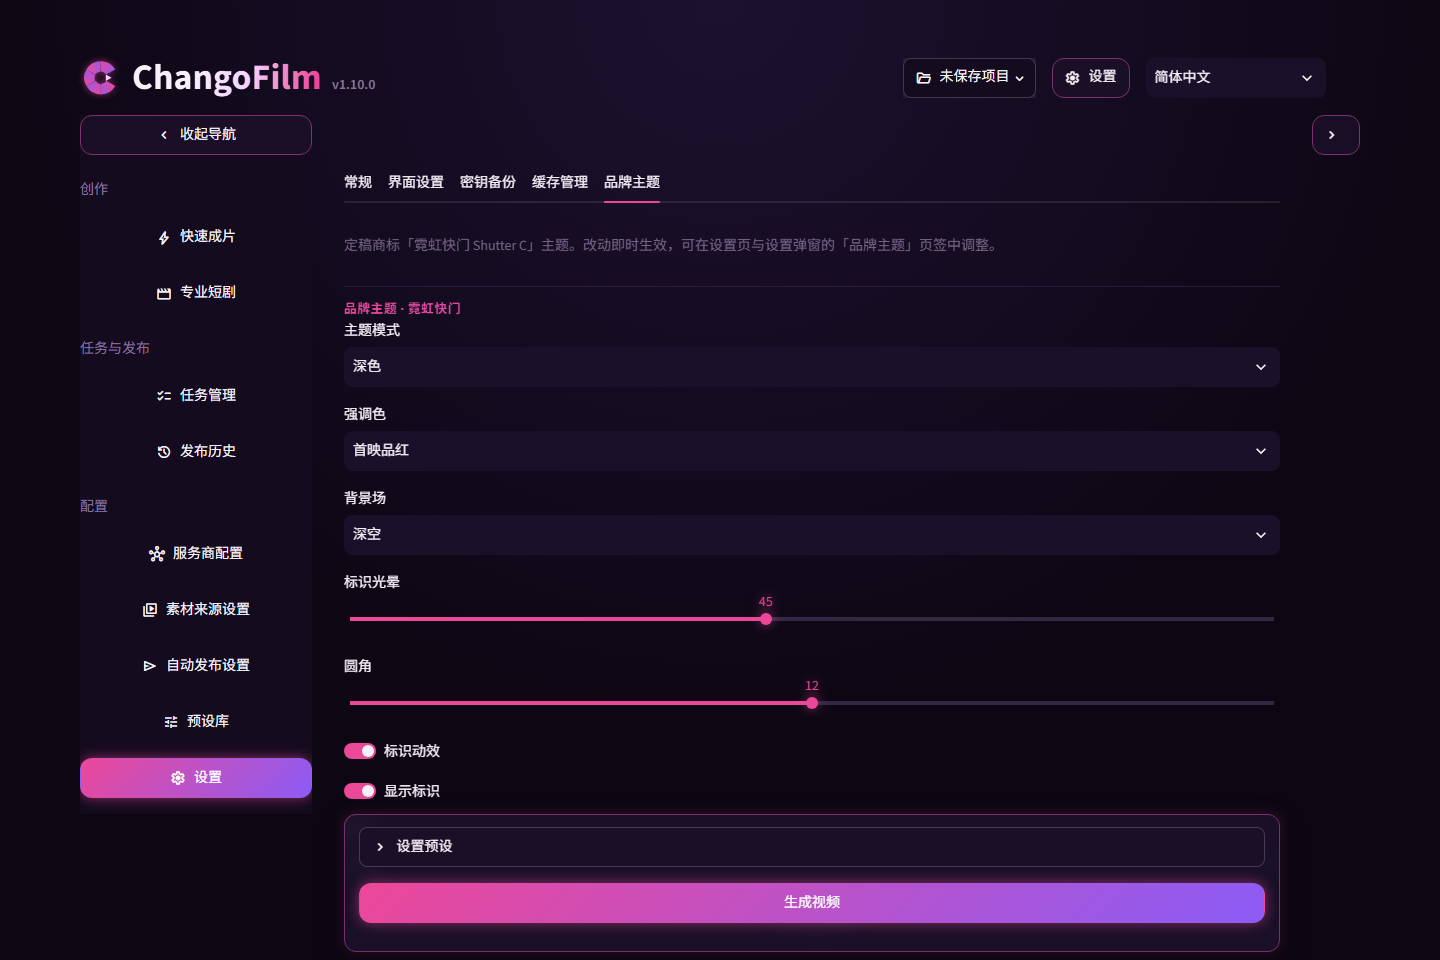 ChangoFilm v1.10.0
未保存项目
设置
简体中文
收起导航
创作
快速成片
专业短剧
任务与发布
任务管理
发布历史
配置
服务商配置
素材来源设置
自动发布设置
预设库
设置
常规 界面设置 密钥备份 缓存管理 品牌主题
定稿商标「霓虹快门 Shutter C」主题。改动即时生效，可在设置页与设置弹窗的「品牌主题」页签中调整。
品牌主题 · 霓虹快门
主题模式
深色
强调色
首映品红
背景场
深空
标识光晕
45
圆角
12
标识动效
显示标识
设置预设
生成视频